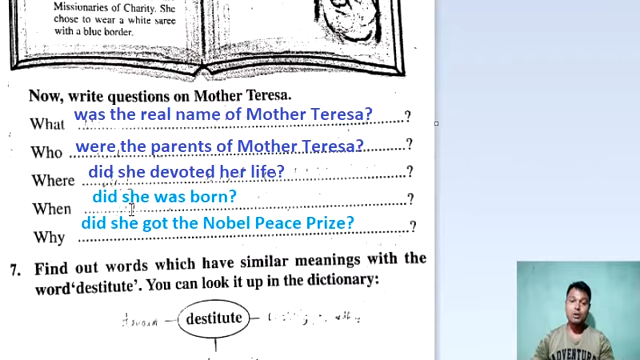 Missionaries of Charity. She
chose to wear a white saree
with a blue border.
Now, write questions on Mother Teresa.
What was the real name of Mother Teresa? ?
Who were the parents of Mother Teresa? ?
Where did she devoted her life? ?
When did she was born? ?
Why did she got the Nobel Peace Prize? ?
7. Find out words which have similar meanings with the
word'destitute'. You can look it up in the dictionary:
destitute
ADVENTURE